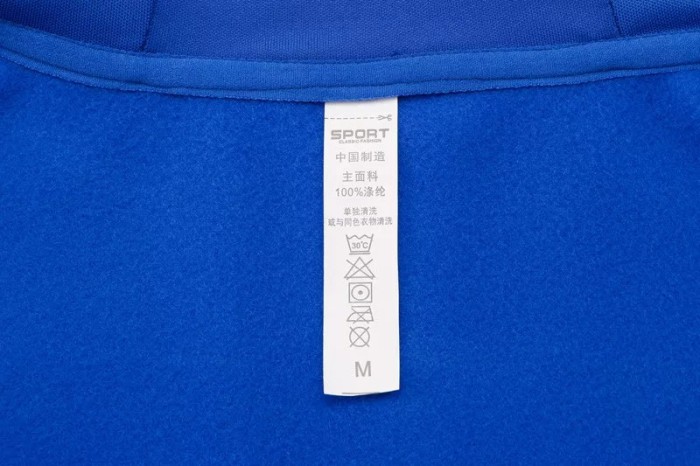 SPORT
CLASSIC FASHION
中国制造
主面料
100%涤纶
单独清洗
或与同色衣物清洗
30℃
M